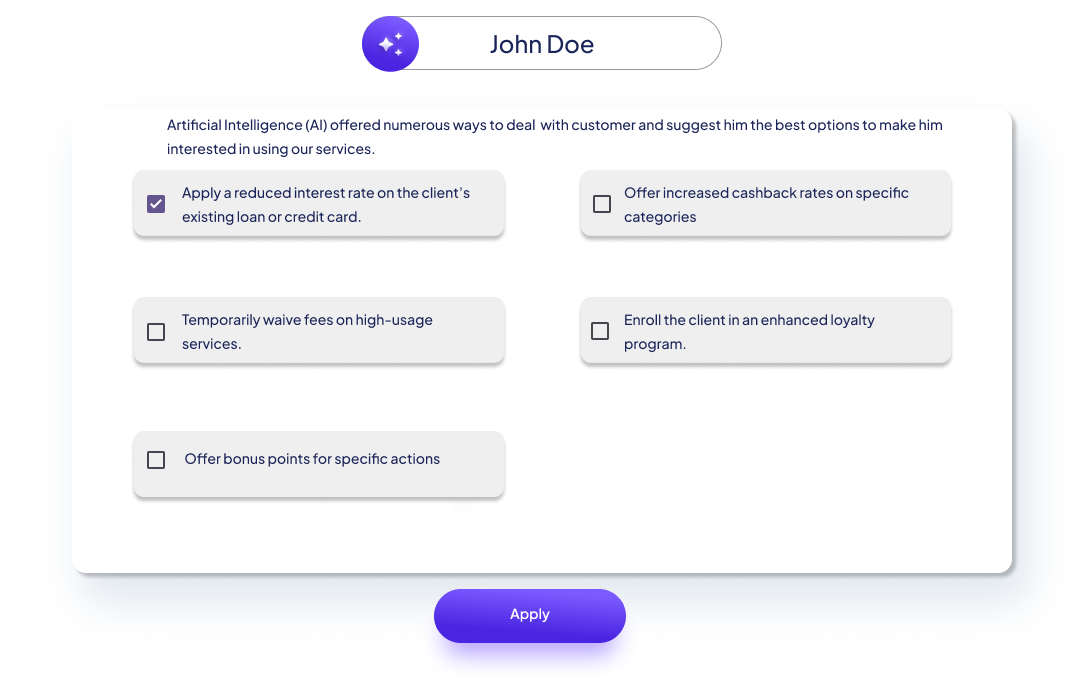 John Doe
Artificial Intelligence (AI) offered numerous ways to deal  with customer and suggest him the best options to make him
interested in using our services.
Apply a reduced interest rate on the client’s
existing loan or credit card.
Offer increased cashback rates on specific
categories
Temporarily waive fees on high-usage
services.
Enroll the client in an enhanced loyalty
program.
Offer bonus points for specific actions
Apply